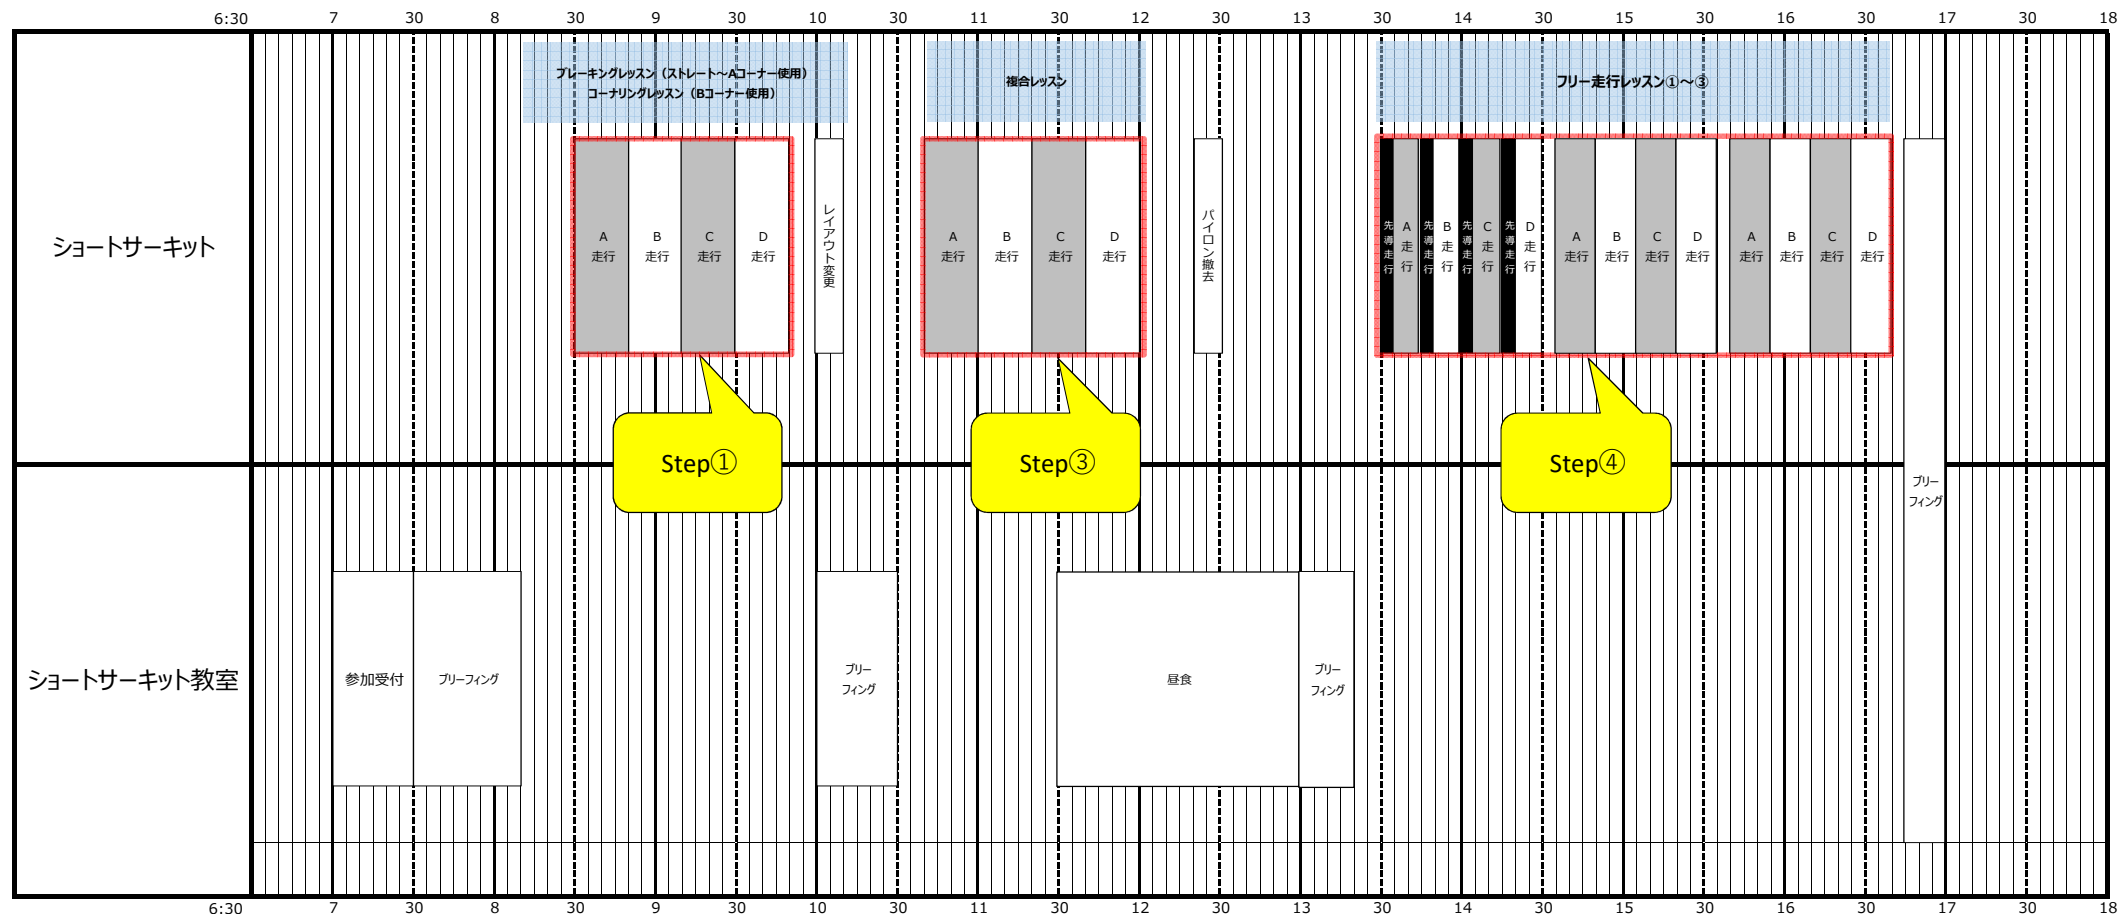 6:30 7 30 8 30 9 30 10 30 11 30 12 30 13 30 14 30 15 30 16 30 17 30 18
ブレーキングレッスン（ストレート～Aコーナー使用）
コーナリングレッスン（Bコーナー使用）
複合レッスン
フリー走行レッスン①～③
ショートサーキット
A
走行
B
走行
C
走行
D
走行
レイアウト変更
A
走行
B
走行
C
走行
D
走行
パイロン撤去
先導走行
A走行
先導走行
B走行
先導走行
C走行
先導走行
D走行
A
走行
B
走行
C
走行
D
走行
A
走行
B
走行
C
走行
D
走行
Step①
Step③
Step④
ブリー
フィング
ショートサーキット教室
参加受付
ブリーフィング
ブリー
フィング
昼食
ブリー
フィング
6:30 7 30 8 30 9 30 10 30 11 30 12 30 13 30 14 30 15 30 16 30 17 30 18